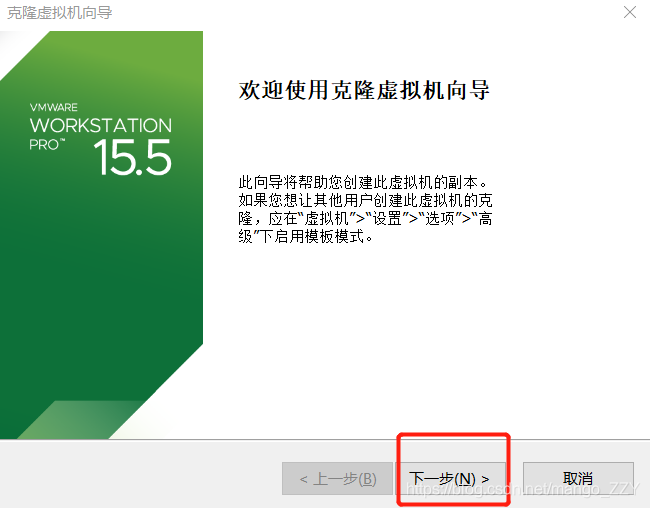 克隆虚拟机向导
VMWARE
WORKSTATION
PRO™
15.5
欢迎使用克隆虚拟机向导
此向导将帮助您创建此虚拟机的副本。
如果您想让其他用户创建此虚拟机的克
隆，应在“虚拟机”>“设置”>“选项”>“高
级”下启用模板模式。
< 上一步(B)
下一步(N) >
取消
https://blog.csdn.net/mango_ZZY